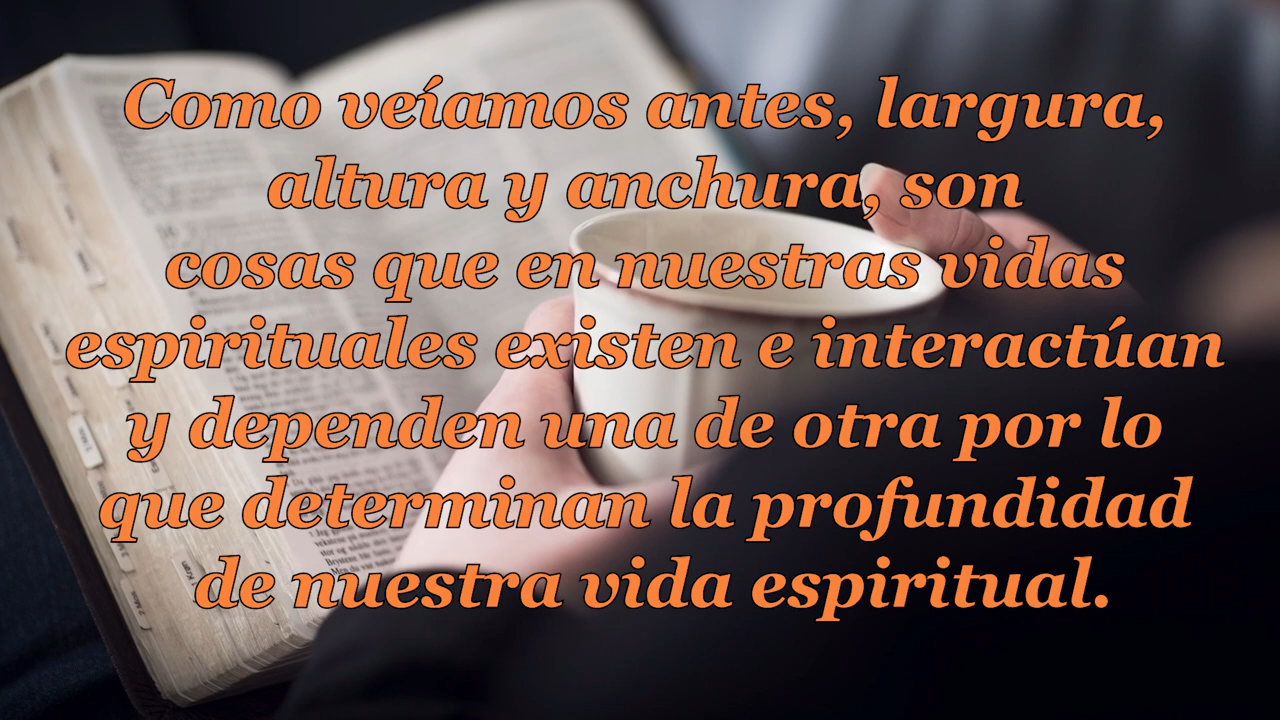 Como veíamos antes, largura,
altura y anchura, son
cosas que en nuestras vidas
espirituales existen e interactúan
y dependen una de otra por lo
que determinan la profundidad
de nuestra vida espiritual.